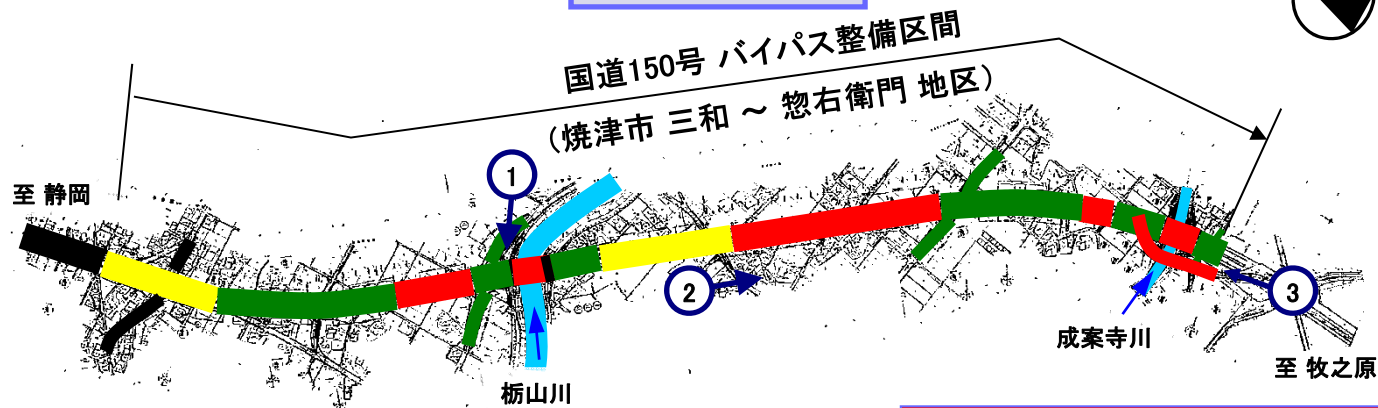 国道150号 バイパス整備区間
（焼津市 三和 ～ 惣右衛門 地区）
至 静岡
1
2
3
成案寺川
至 牧之原
栃山川